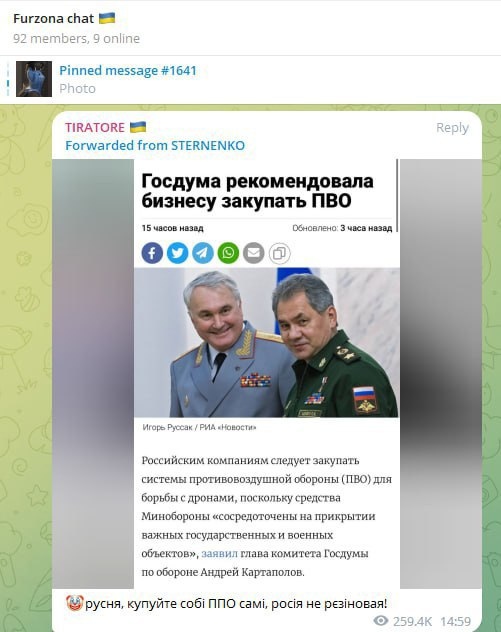 Furzona chat 🇺🇦
92 members, 9 online
Pinned message #1641
Photo
TIRATORE 🇺🇦
Reply
Forwarded from STERNENKO
Госдума рекомендовала
бизнесу закупать ПВО
15 часов назад
Обновлено: 3 часа назад
Игорь Руссак / РИА «Новости»
Российским компаниям следует закупать
системы противовоздушной обороны (ПВО) для
борьбы с дронами, поскольку средства
Минобороны «сосредоточены на прикрытии
важных государственных и военных
объектов», заявил глава комитета Госдумы
по обороне Андрей Картаполов.
🤡русня, купуйте собі ППО самі, росія не рєзіновая!
259.4K 14:59